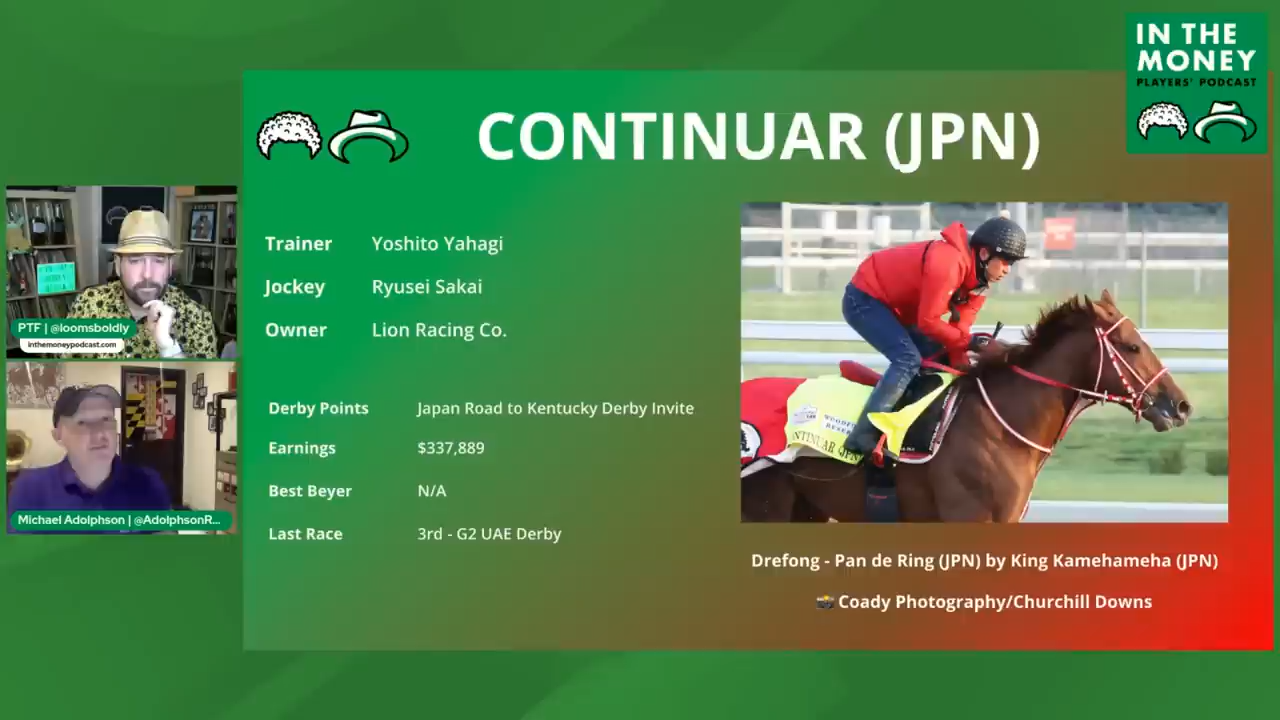 IN THE
MONEY
PLAYERS' PODCAST
CONTINUAR (JPN)
Trainer Yoshito Yahagi
Jockey Ryusei Sakai
Owner Lion Racing Co.
Derby Points Japan Road to Kentucky Derby Invite
Earnings $337,889
Best Beyer N/A
Last Race 3rd - G2 UAE Derby
PTF | @loomsboldly
inthemoneypodcast.com
Michael Adolphson | @AdolphsonR...
NTINUAR (JPN)
Drefong - Pan de Ring (JPN) by King Kamehameha (JPN)
📸 Coady Photography/Churchill Downs